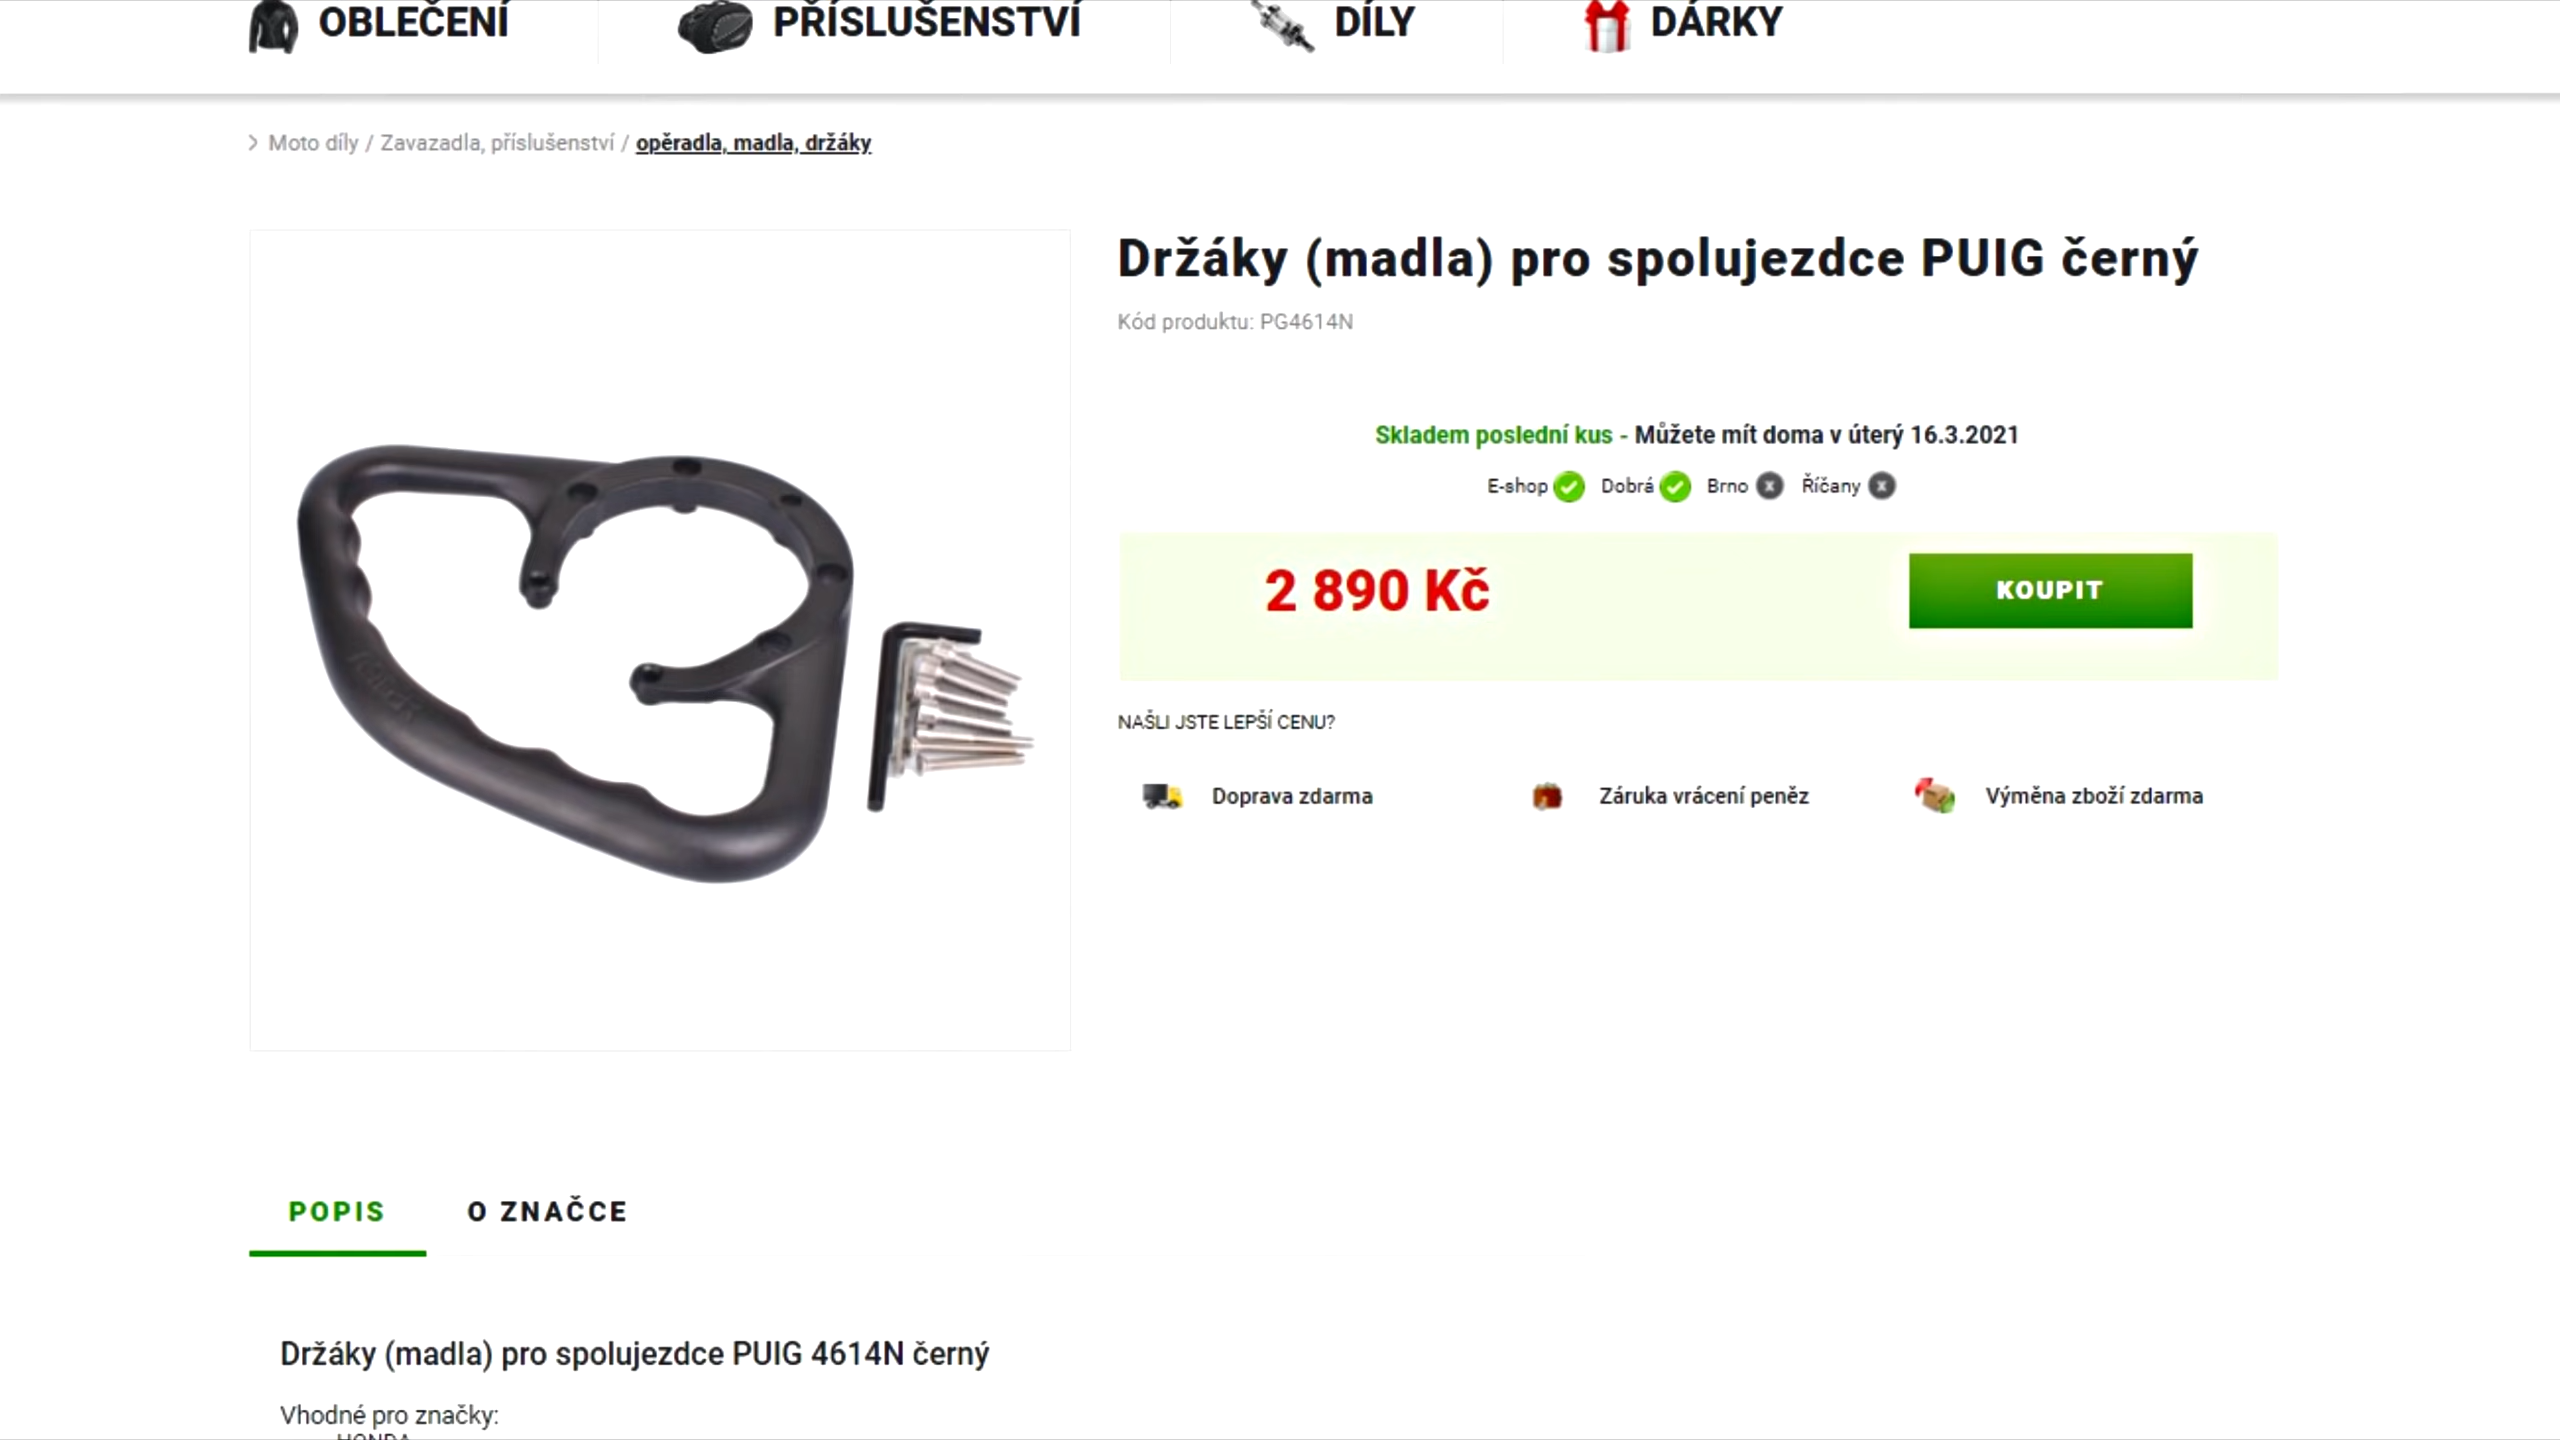 OBLEČENÍ
PŘÍSLUŠENSTVÍ
DÍLY
DÁRKY
Moto díly / Zavazadla, příslušenství / opěradla, madla, držáky
Držáky (madla) pro spolujezdce PUIG černý
Kód produktu: PG4614N
Skladem poslední kus - Můžete mít doma v úterý 16.3.2021
E-shop Dobrá Brno Říčany
2 890 Kč
KOUPIT
NAŠLI JSTE LEPŠÍ CENU?
Doprava zdarma
Záruka vrácení peněz
Výměna zboží zdarma
POPIS
O ZNAČCE
Držáky (madla) pro spolujezdce PUIG 4614N černý
Vhodné pro značky:
HONDA